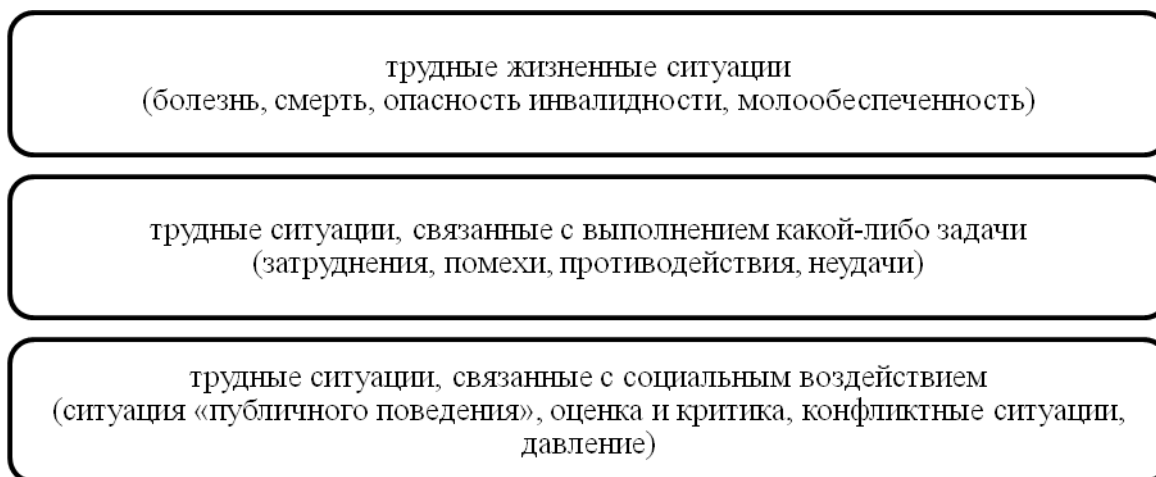 трудные жизненные ситуации
(болезнь, смерть, опасность инвалидности, молообеспеченность)
трудные ситуации, связанные с выполнением какой-либо задачи
(затруднения, помехи, противодействия, неудачи)
трудные ситуации, связанные с социальным воздействием
(ситуация «публичного поведения», оценка и критика, конфликтные ситуации,
давление)